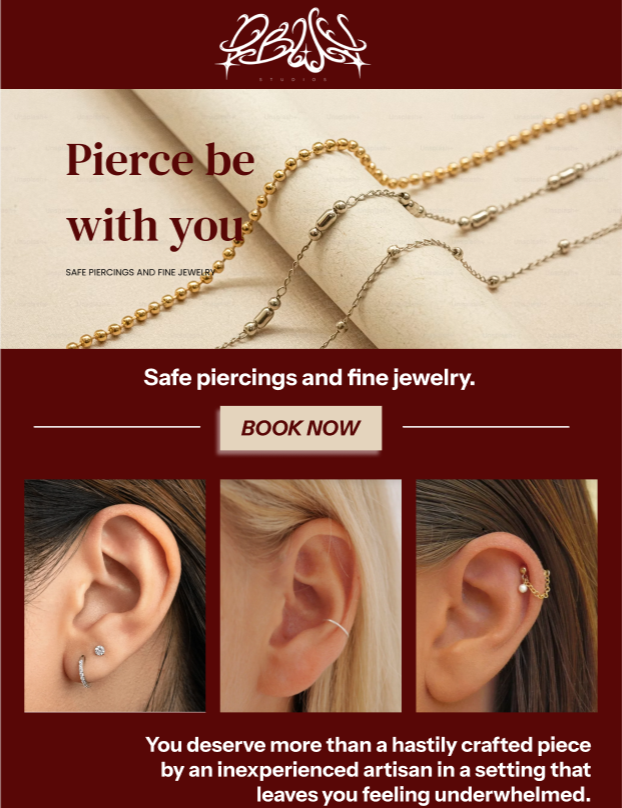 STUDIOS
Pierce be
with you
SAFE PIERCINGS AND FINE JEWELRY
Safe piercings and fine jewelry.
BOOK NOW
You deserve more than a hastily crafted piece
by an inexperienced artisan in a setting that
leaves you feeling underwhelmed.